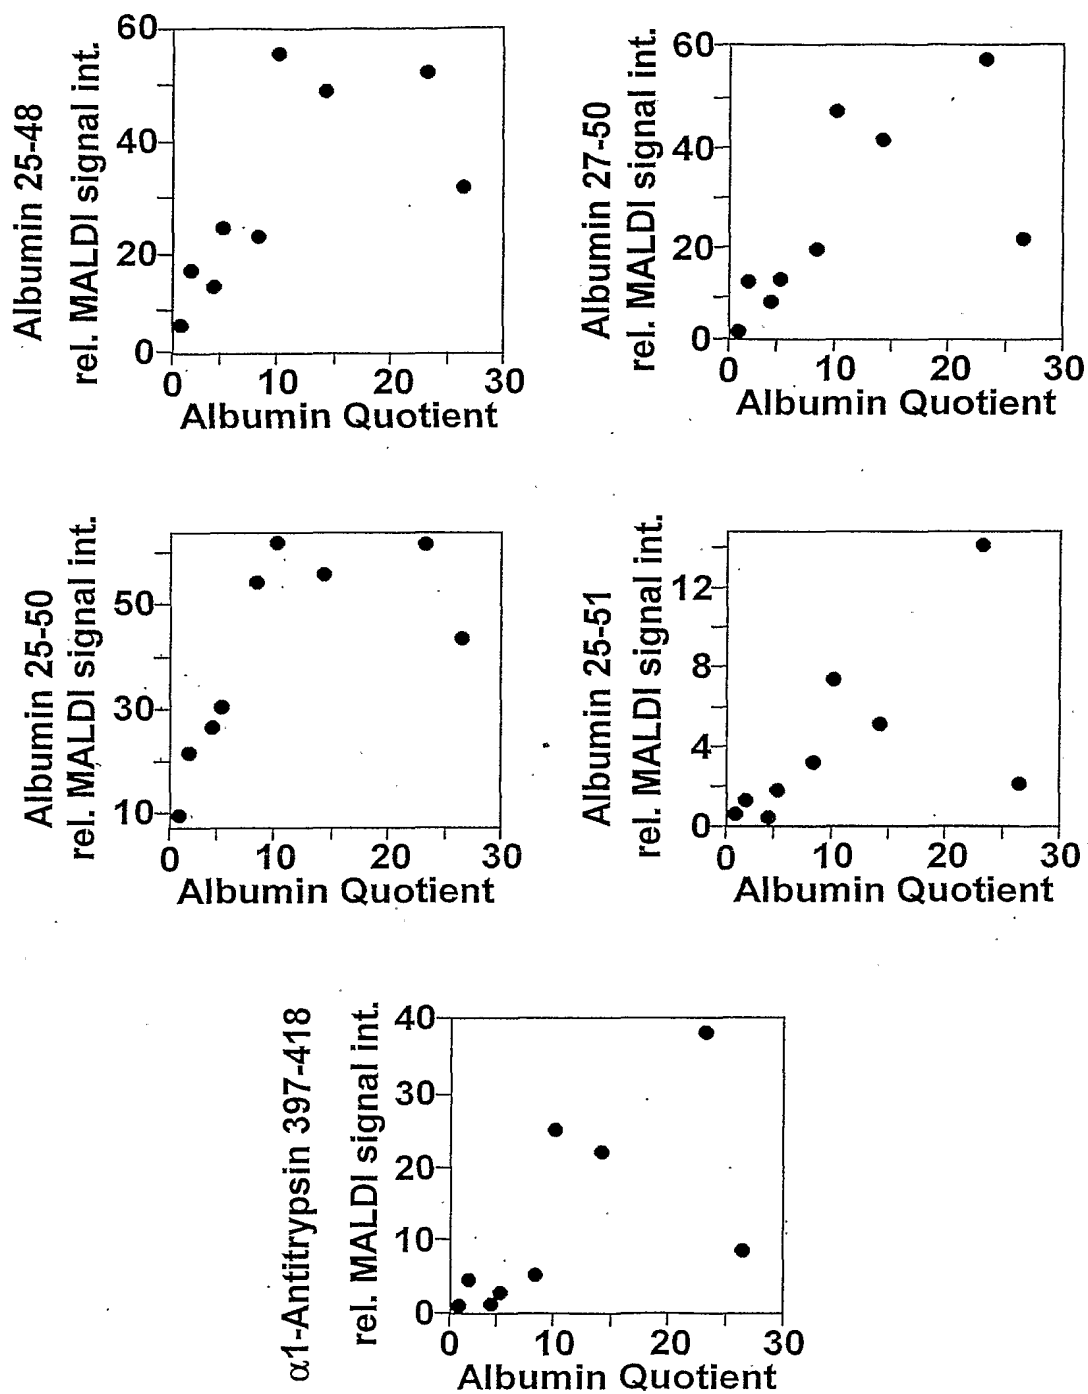 Albumin 25-48
rel. MALDI signal int.
60
40
20
0
0 10 20 30
Albumin Quotient
Albumin 27-50
rel. MALDI signal int.
60
40
20
0
0 10 20 30
Albumin Quotient
Albumin 25-50
rel. MALDI signal int.
50
30
10
0 10 20 30
Albumin Quotient
Albumin 25-51
rel. MALDI signal int.
12
8
4
0
0 10 20 30
Albumin Quotient
α1-Antitrypsin 397-418
rel. MALDI signal int.
40
30
20
10
0
0 10 20 30
Albumin Quotient